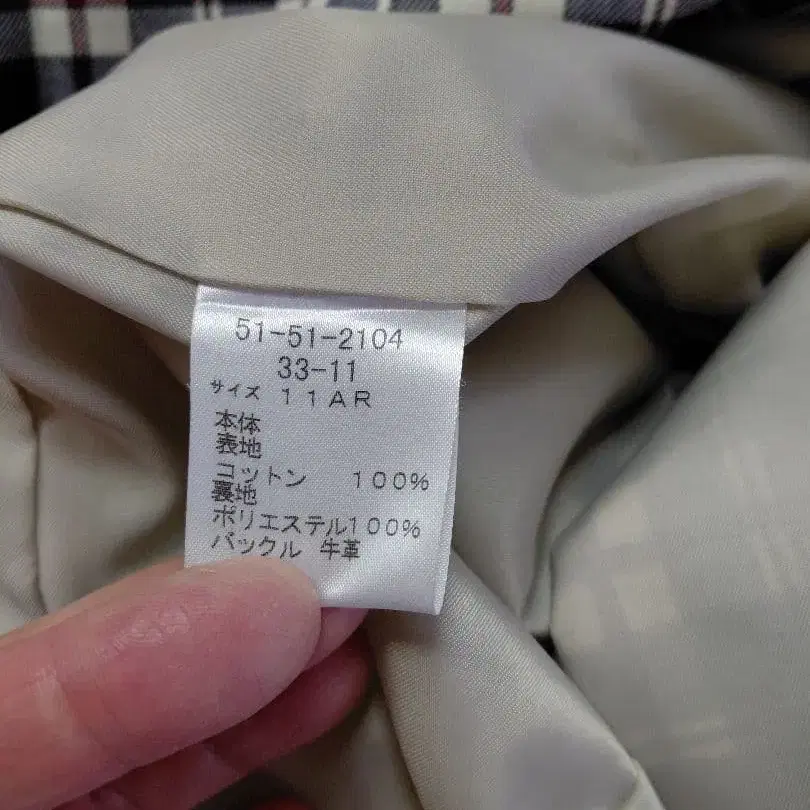 51-51-2104
33-11
サイズ 11AR
本体
表地
コットン 100%
裏地
ポリエステル100%
バックル 牛革